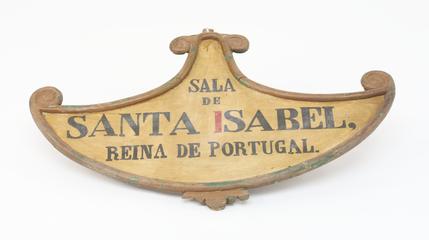 SALA
DE
SANTA ISABEL,
REINA DE PORTUGAL.